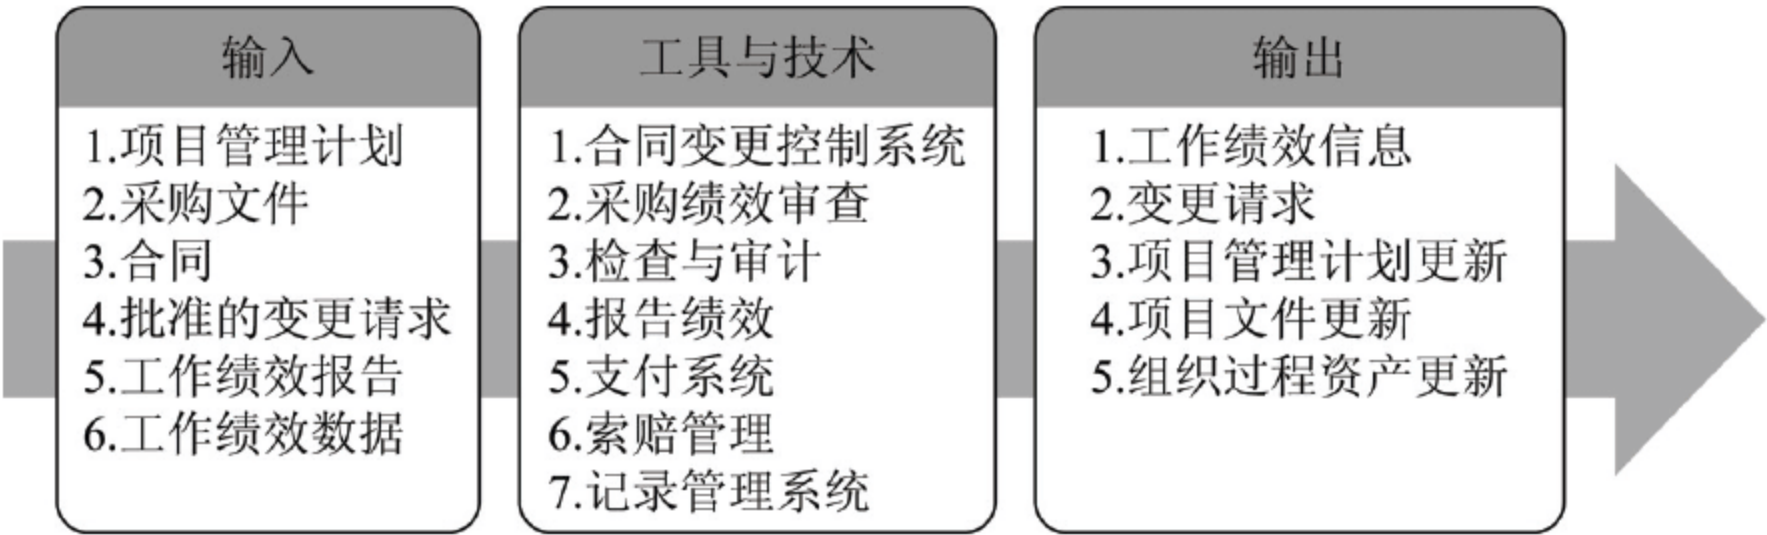 输入
1.项目管理计划
2.采购文件
3.合同
4.批准的变更请求
5.工作绩效报告
6.工作绩效数据
工具与技术
1.合同变更控制系统
2.采购绩效审查
3.检查与审计
4.报告绩效
5.支付系统
6.索赔管理
7.记录管理系统
输出
1.工作绩效信息
2.变更请求
3.项目管理计划更新
4.项目文件更新
5.组织过程资产更新